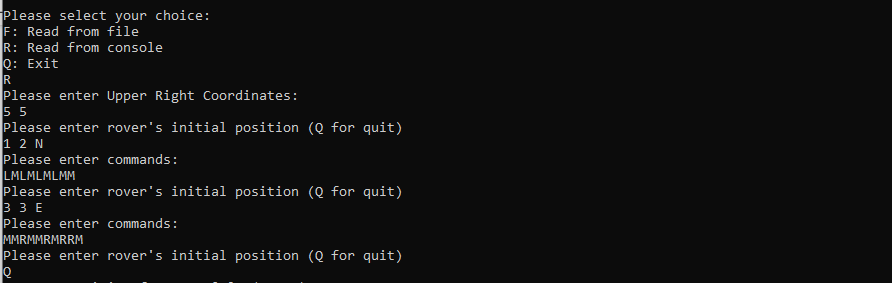 Please select your choice:
F: Read from file
R: Read from console
Q: Exit
R
Please enter Upper Right Coordinates:
5 5
Please enter rover's initial position (Q for quit)
1 2 N
Please enter commands:
LMLMLMLMM
Please enter rover's initial position (Q for quit)
3 3 E
Please enter commands:
MMRMMRMRRM
Please enter rover's initial position (Q for quit)
Q